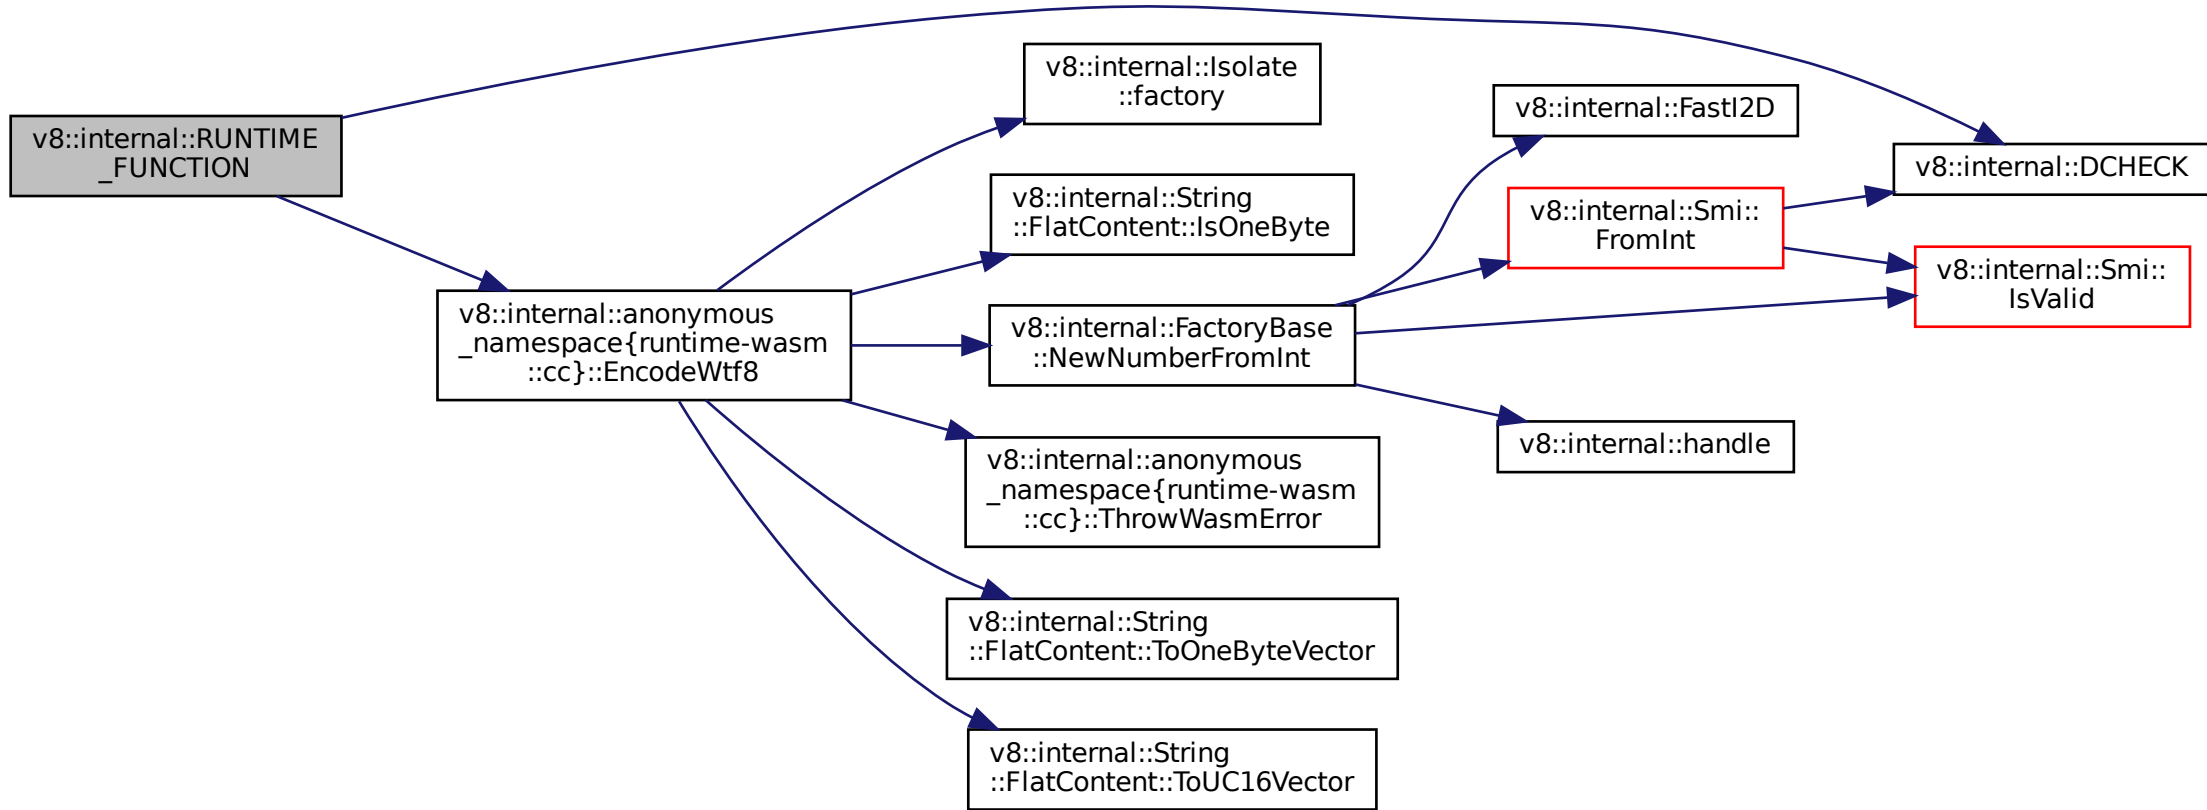 v8::internal::RUNTIME
_FUNCTION
v8::internal::anonymous
_namespace{runtime-wasm
::cc}::EncodeWtf8
v8::internal::Isolate
::factory
v8::internal::String
::FlatContent::IsOneByte
v8::internal::FactoryBase
::NewNumberFromInt
v8::internal::anonymous
_namespace{runtime-wasm
::cc}::ThrowWasmError
v8::internal::String
::FlatContent::ToOneByteVector
v8::internal::String
::FlatContent::ToUC16Vector
v8::internal::FastI2D
v8::internal::Smi::
FromInt
v8::internal::handle
v8::internal::DCHECK
v8::internal::Smi::
IsValid